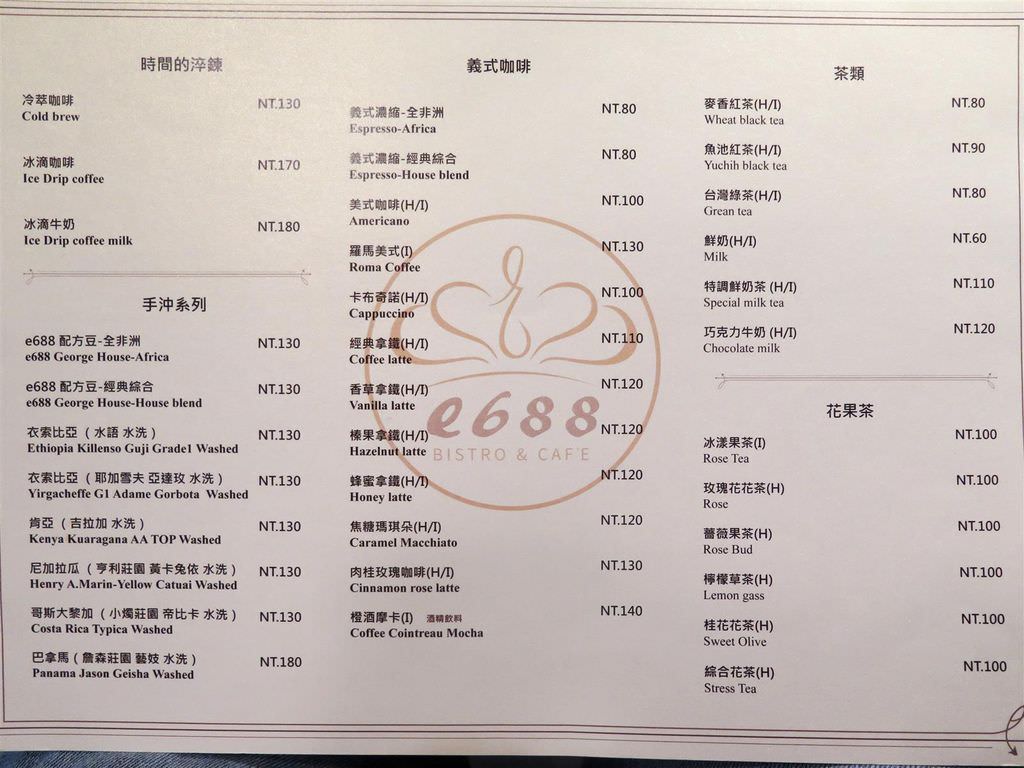 時間的淬鍊
冷萃咖啡 NT.130
Cold brew
冰滴咖啡 NT.170
Ice Drip coffee
冰滴牛奶 NT.180
Ice Drip coffee milk
手沖系列
e688 配方豆-全非洲 NT.130
e688 George House-Africa
e688 配方豆-經典綜合 NT.130
e688 George House-House blend
衣索比亞 ( 水語 水洗 ) NT.130
Ethiopia Killenso Guji Grade1 Washed
衣索比亞 ( 耶加雪夫 亞達玫 水洗 ) NT.130
Yirgacheffe G1 Adame Gorbota Washed
肯亞 ( 吉拉加 水洗 ) NT.130
Kenya Kuaragana AA TOP Washed
尼加拉瓜 ( 亨利莊園 黃卡兔依 水洗 ) NT.130
Henry A.Marin-Yellow Catuai Washed
哥斯大黎加 ( 小燭莊園 帝比卡 水洗 ) NT.130
Costa Rica Typica Washed
巴拿馬 ( 詹森莊園 藝妓 水洗 ) NT.180
Panama Jason Geisha Washed
義式咖啡
義式濃縮-全非洲 NT.80
Espresso-Africa
義式濃縮-經典綜合 NT.80
Espresso-House blend
美式咖啡(H/I) NT.100
Americano
羅馬美式(I) NT.130
Roma Coffee
卡布奇諾(H/I) NT.100
Cappuccino
經典拿鐵(H/I) NT.110
Coffee latte
香草拿鐵(H/I) NT.120
Vanilla latte
榛果拿鐵(H/I) NT.120
Hazelnut latte
蜂蜜拿鐵(H/I) NT.120
Honey latte
焦糖瑪琪朵(H/I) NT.120
Caramel Macchiato
肉桂玫瑰咖啡(H/I) NT.130
Cinnamon rose latte
橙酒摩卡(I) 酒精飲料 NT.140
Coffee Cointreau Mocha
e688
BISTRO & CAF'E
茶類
麥香紅茶(H/I) NT.80
Wheat black tea
魚池紅茶(H/I) NT.90
Yuchih black tea
台灣綠茶(H/I) NT.80
Grean tea
鮮奶(H/I) NT.60
Milk
特調鮮奶茶 (H/I) NT.110
Special milk tea
巧克力牛奶 (H/I) NT.120
Chocolate milk
花果茶
冰漾果茶(I) NT.100
Rose Tea
玫瑰花花茶(H) NT.100
Rose
薔薇果茶(H) NT.100
Rose Bud
檸檬草茶(H) NT.100
Lemon gass
桂花花茶(H) NT.100
Sweet Olive
綜合花茶(H) NT.100
Stress Tea